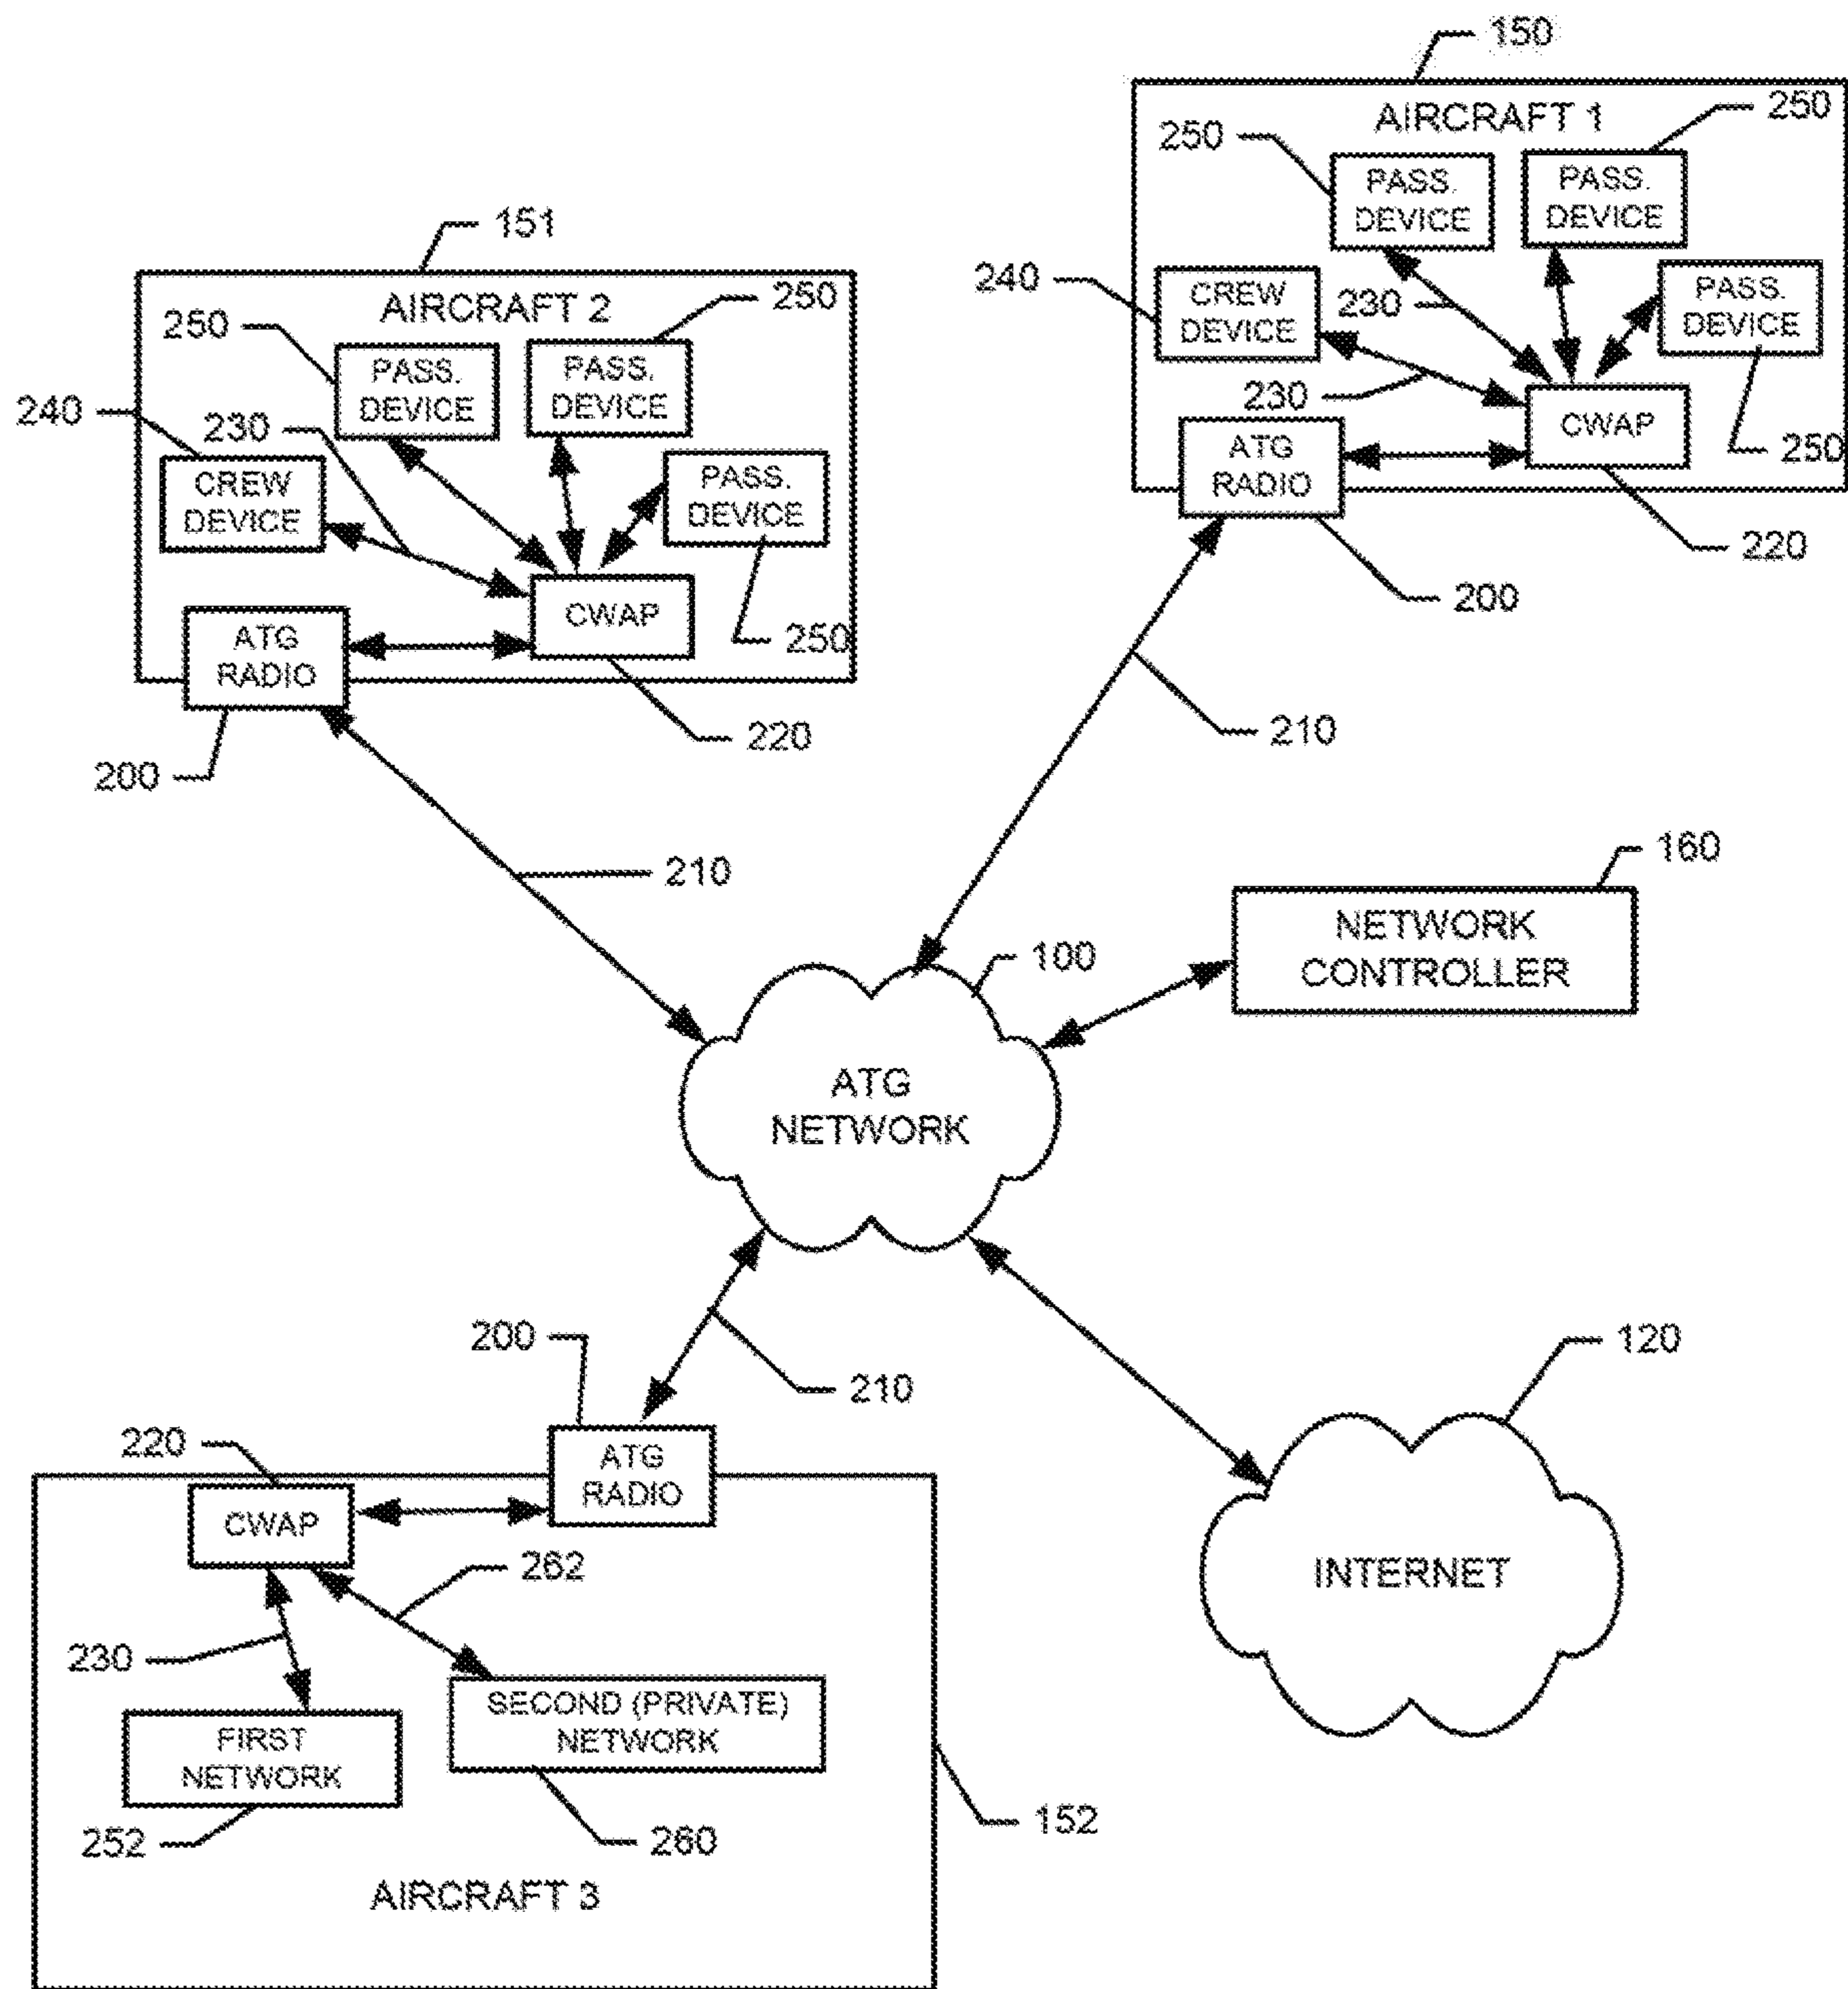 150
AIRCRAFT 1
250
250
PASS.
DEVICE
PASS.
DEVICE
240
CREW
DEVICE
230
PASS.
DEVICE
230
CWAP
250
ATG
RADIO
220
200
151
AIRCRAFT 2
250
250
PASS.
DEVICE
PASS.
DEVICE
240
230
CREW
DEVICE
PASS.
DEVICE
CWAP
250
ATG
RADIO
220
200
210
210
160
NETWORK
CONTROLLER
100
ATG
NETWORK
200
210
120
INTERNET
220
ATG
RADIO
CWAP
262
230
SECOND (PRIVATE)
NETWORK
FIRST
NETWORK
252
260
152
AIRCRAFT 3